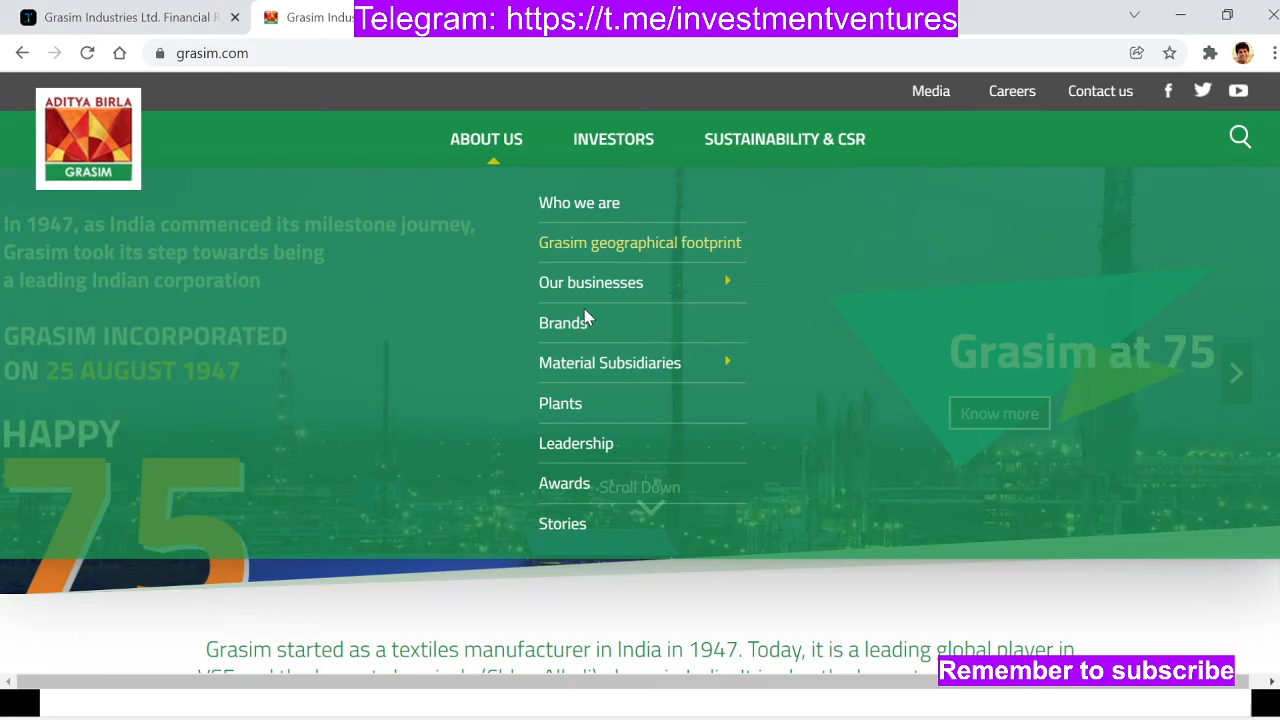 Grasim Industries Ltd. Financial R
Grasim Indus
Telegram: https://t.me/investmentventures
grasim.com
Media
Careers
Contact us
ADITYA BIRLA
GRASIM
ABOUT US
INVESTORS
SUSTAINABILITY & CSR
In 1947, as India commenced its milestone journey,
Grasim took its step towards being
a leading Indian corporation
GRASIM INCORPORATED
ON 25 AUGUST 1947
HAPPY
75
Who we are
Grasim geographical footprint
Our businesses
Brands
Material Subsidiaries
Plants
Leadership
Awards
Stories
Scroll Down
Grasim at 75
Know more
Grasim started as a textiles manufacturer in India in 1947. Today, it is a leading global player in
Remember to subscribe